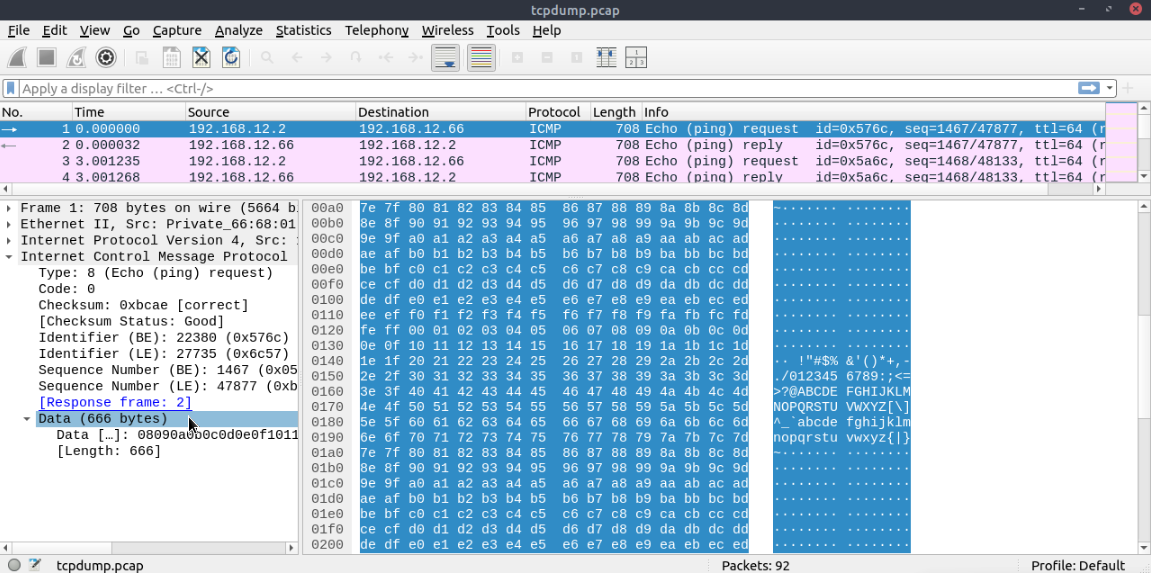 tcpdump.pcap
File Edit View Go Capture Analyze Statistics Telephony Wireless Tools Help
Apply a display filter … <Ctrl-/>
No. Time Source Destination Protocol Length Info
1 0.000000 192.168.12.2 192.168.12.66 ICMP 708 Echo (ping) request id=0x576c, seq=1467/47877, ttl=64 (r
2 0.000032 192.168.12.66 192.168.12.2 ICMP 708 Echo (ping) reply id=0x576c, seq=1467/47877, ttl=64 (r
3 3.001235 192.168.12.2 192.168.12.66 ICMP 708 Echo (ping) request id=0x5a6c, seq=1468/48133, ttl=64 (r
4 3.001268 192.168.12.66 192.168.12.2 ICMP 708 Echo (ping) reply id=0x5a6c, seq=1468/48133, ttl=64 (r
Frame 1: 708 bytes on wire (5664 b
Ethernet II, Src: Private_66:68:01
Internet Protocol Version 4, Src:
Internet Control Message Protocol
Type: 8 (Echo (ping) request)
Code: 0
Checksum: 0xbcae [correct]
[Checksum Status: Good]
Identifier (BE): 22380 (0x576c)
Identifier (LE): 27735 (0x6c57)
Sequence Number (BE): 1467 (0x05
Sequence Number (LE): 47877 (0xb
[Response frame: 2]
Data (666 bytes)
Data […]: 08090a0b0c0d0e0f1011
[Length: 666]
00a0 7e 7f 80 81 82 83 84 85 86 87 88 89 8a 8b 8c 8d ~······· ········
00b0 8e 8f 90 91 92 93 94 95 96 97 98 99 9a 9b 9c 9d ········ ········
00c0 9e 9f a0 a1 a2 a3 a4 a5 a6 a7 a8 a9 aa ab ac ad ········ ········
00d0 ae af b0 b1 b2 b3 b4 b5 b6 b7 b8 b9 ba bb bc bd ········ ········
00e0 be bf c0 c1 c2 c3 c4 c5 c6 c7 c8 c9 ca cb cc cd ········ ········
00f0 ce cf d0 d1 d2 d3 d4 d5 d6 d7 d8 d9 da db dc dd ········ ········
0100 de df e0 e1 e2 e3 e4 e5 e6 e7 e8 e9 ea eb ec ed ········ ········
0110 ee ef f0 f1 f2 f3 f4 f5 f6 f7 f8 f9 fa fb fc fd ········ ········
0120 fe ff 00 01 02 03 04 05 06 07 08 09 0a 0b 0c 0d ········ ········
0130 0e 0f 10 11 12 13 14 15 16 17 18 19 1a 1b 1c 1d ········ ········
0140 1e 1f 20 21 22 23 24 25 26 27 28 29 2a 2b 2c 2d ·· !"#$% &'()*+,-
0150 2e 2f 30 31 32 33 34 35 36 37 38 39 3a 3b 3c 3d ./012345 6789:;<=
0160 3e 3f 40 41 42 43 44 45 46 47 48 49 4a 4b 4c 4d >?@ABCDE FGHIJKLM
0170 4e 4f 50 51 52 53 54 55 56 57 58 59 5a 5b 5c 5d NOPQRSTU VWXYZ[\]
0180 5e 5f 60 61 62 63 64 65 66 67 68 69 6a 6b 6c 6d ^_`abcde fghijklm
0190 6e 6f 70 71 72 73 74 75 76 77 78 79 7a 7b 7c 7d nopqrstu vwxyz{|}
01a0 7e 7f 80 81 82 83 84 85 86 87 88 89 8a 8b 8c 8d ~······· ········
01b0 8e 8f 90 91 92 93 94 95 96 97 98 99 9a 9b 9c 9d ········ ········
01c0 9e 9f a0 a1 a2 a3 a4 a5 a6 a7 a8 a9 aa ab ac ad ········ ········
01d0 ae af b0 b1 b2 b3 b4 b5 b6 b7 b8 b9 ba bb bc bd ········ ········
01e0 be bf c0 c1 c2 c3 c4 c5 c6 c7 c8 c9 ca cb cc cd ········ ········
01f0 ce cf d0 d1 d2 d3 d4 d5 d6 d7 d8 d9 da db dc dd ········ ········
0200 de df e0 e1 e2 e3 e4 e5 e6 e7 e8 e9 ea eb ec ed ········ ········
tcpdump.pcap Packets: 92 Profile: Default